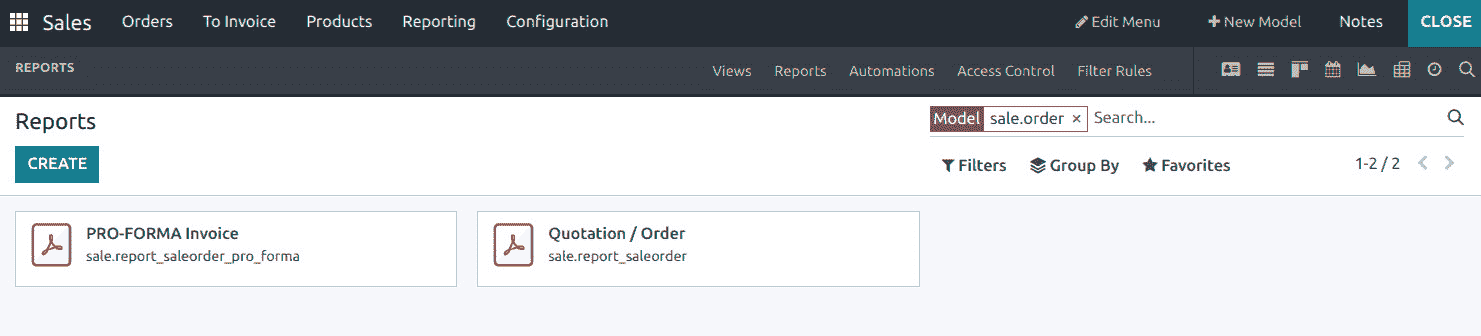 Sales Orders To Invoice Products Reporting Configuration Edit Menu New Model Notes CLOSE
REPORTS Views Reports Automations Access Control Filter Rules
Reports Model sale.order × Search...
CREATE Filters Group By Favorites 1-2 / 2
PRO-FORMA Invoice Quotation / Order
sale.report_saleorder_pro_forma sale.report_saleorder